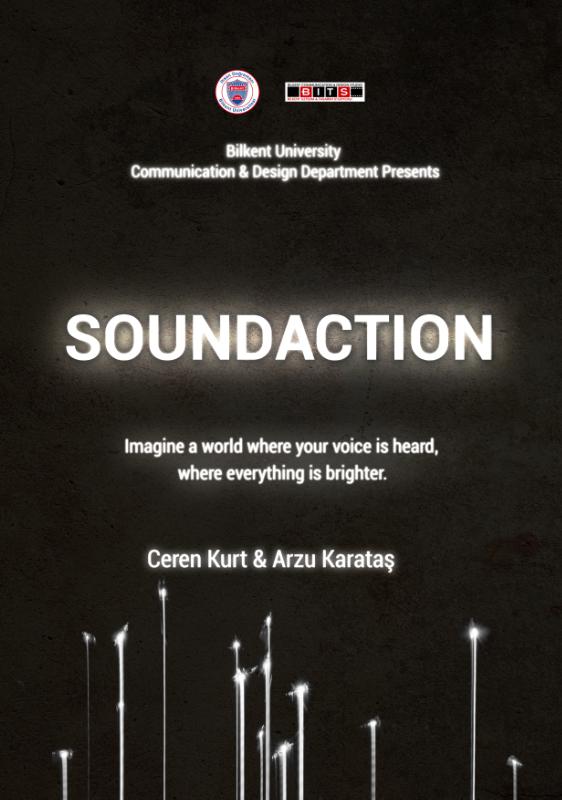 BITS
Bilkent University
Communication & Design Department Presents
SOUNDACTION
Imagine a world where your voice is heard,
where everything is brighter.
Ceren Kurt & Arzu Karataş